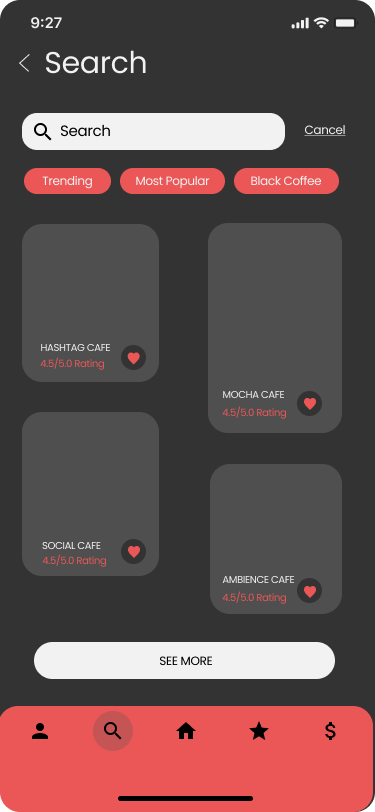 9:27
Search
Search
Cancel
Trending
Most Popular
Black Coffee
HASHTAG CAFE
4.5/5.0 Rating
MOCHA CAFE
4.5/5.0 Rating
SOCIAL CAFE
4.5/5.0 Rating
AMBIENCE CAFE
4.5/5.0 Rating
SEE MORE
$